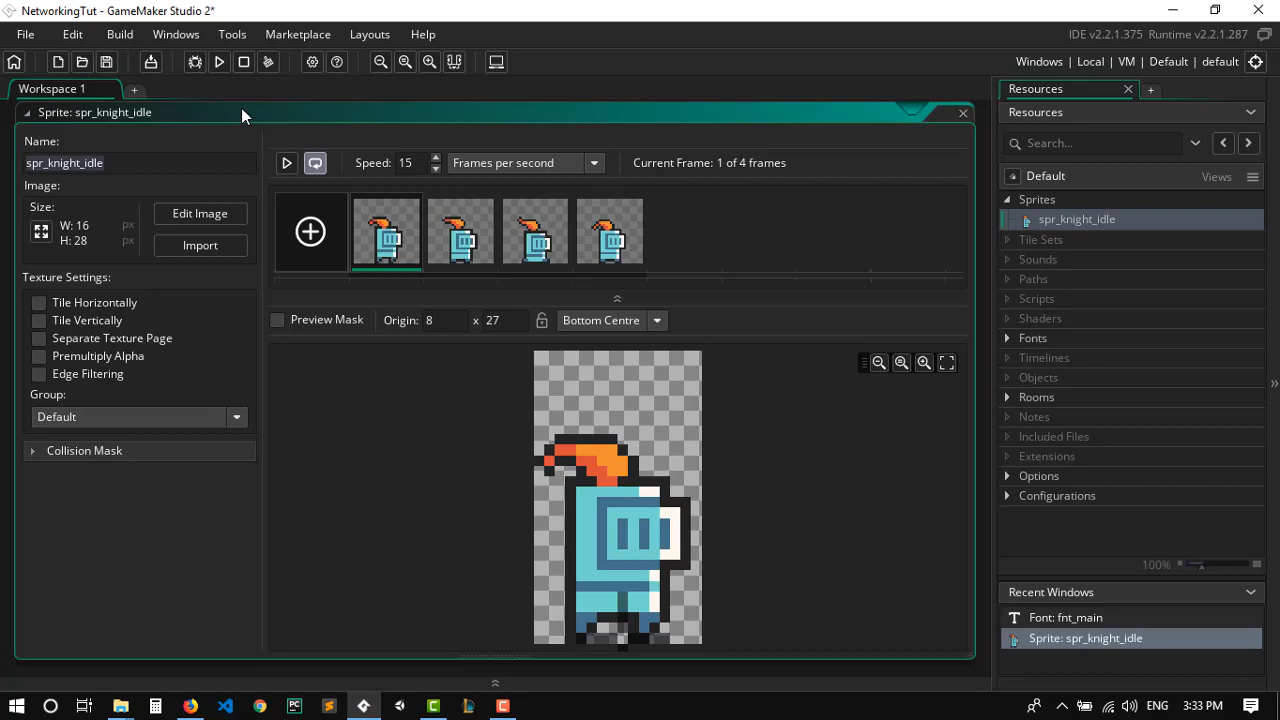 NetworkingTut - GameMaker Studio 2*
File Edit Build Windows Tools Marketplace Layouts Help
IDE v2.2.1.375 Runtime v2.2.1.287
Windows | Local | VM | Default | default
Workspace 1
Sprite: spr_knight_idle
Name:
spr_knight_idle
Image:
Size:
W: 16 px
H: 28 px
Edit Image
Import
Texture Settings:
Tile Horizontally
Tile Vertically
Separate Texture Page
Premultiply Alpha
Edge Filtering
Group:
Default
Collision Mask
Speed: 15 Frames per second Current Frame: 1 of 4 frames
Preview Mask Origin: 8 x 27 Bottom Centre
Resources
Resources
Search...
Default Views
Sprites
spr_knight_idle
Tile Sets
Sounds
Paths
Scripts
Shaders
Fonts
Timelines
Objects
Rooms
Notes
Included Files
Extensions
Options
Configurations
100%
Recent Windows
Font: fnt_main
Sprite: spr_knight_idle
PC
ENG 3:33 PM